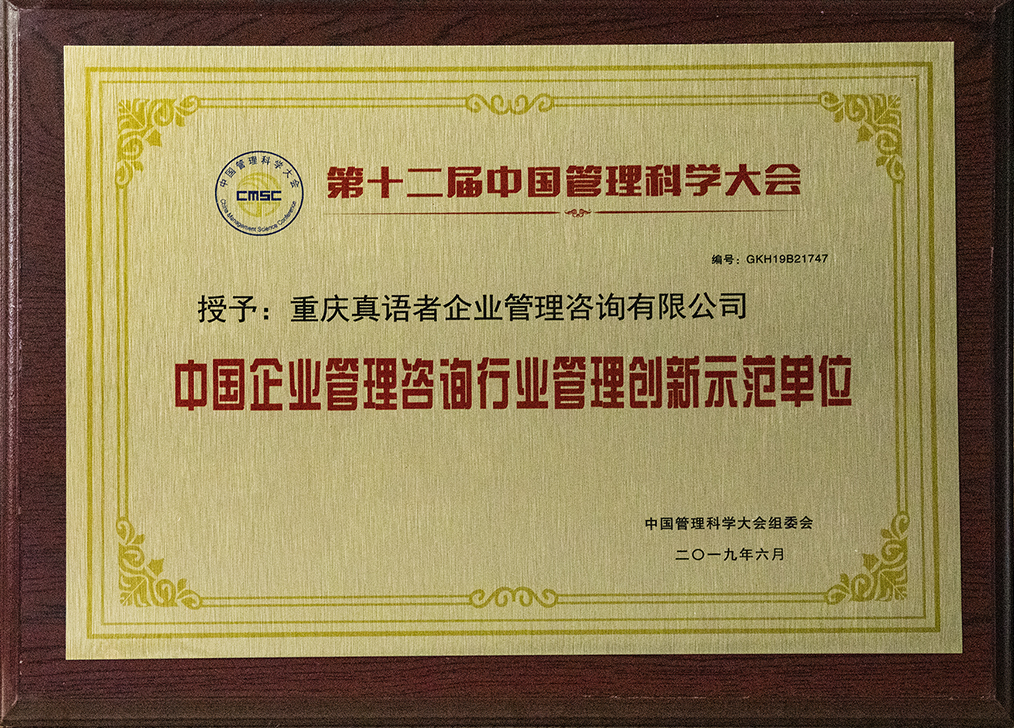 中国管理科学大会
CMSC
China Management Science Conference
第十二届中国管理科学大会
编号：GKH19B21747
授予：重庆真语者企业管理咨询有限公司
中国企业管理咨询行业管理创新示范单位
中国管理科学大会组委会
二〇一九年六月